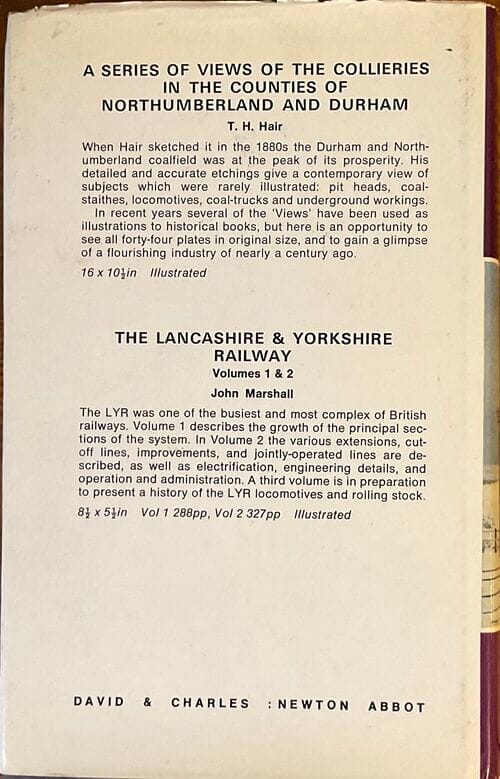 A SERIES OF VIEWS OF THE COLLIERIES
IN THE COUNTIES OF
NORTHUMBERLAND AND DURHAM
T. H. Hair
When Hair sketched it in the 1880s the Durham and North-
umberland coalfield was at the peak of its prosperity. His
detailed and accurate etchings give a contemporary view of
subjects which were rarely illustrated: pit heads, coal-
staithes, locomotives, coal-trucks and underground workings.
In recent years several of the 'Views' have been used as
illustrations to historical books, but here is an opportunity to
see all forty-four plates in original size, and to gain a glimpse
of a flourishing industry of nearly a century ago.
16 x 10½in Illustrated
THE LANCASHIRE & YORKSHIRE
RAILWAY
Volumes 1 & 2
John Marshall
The LYR was one of the busiest and most complex of British
railways. Volume 1 describes the growth of the principal sec-
tions of the system. In Volume 2 the various extensions, cut-
off lines, improvements, and jointly-operated lines are de-
scribed, as well as electrification, engineering details, and
operation and administration. A third volume is in preparation
to present a history of the LYR locomotives and rolling stock.
8½ x 5½in Vol 1 288pp, Vol 2 327pp Illustrated
DAVID & CHARLES : NEWTON ABBOT